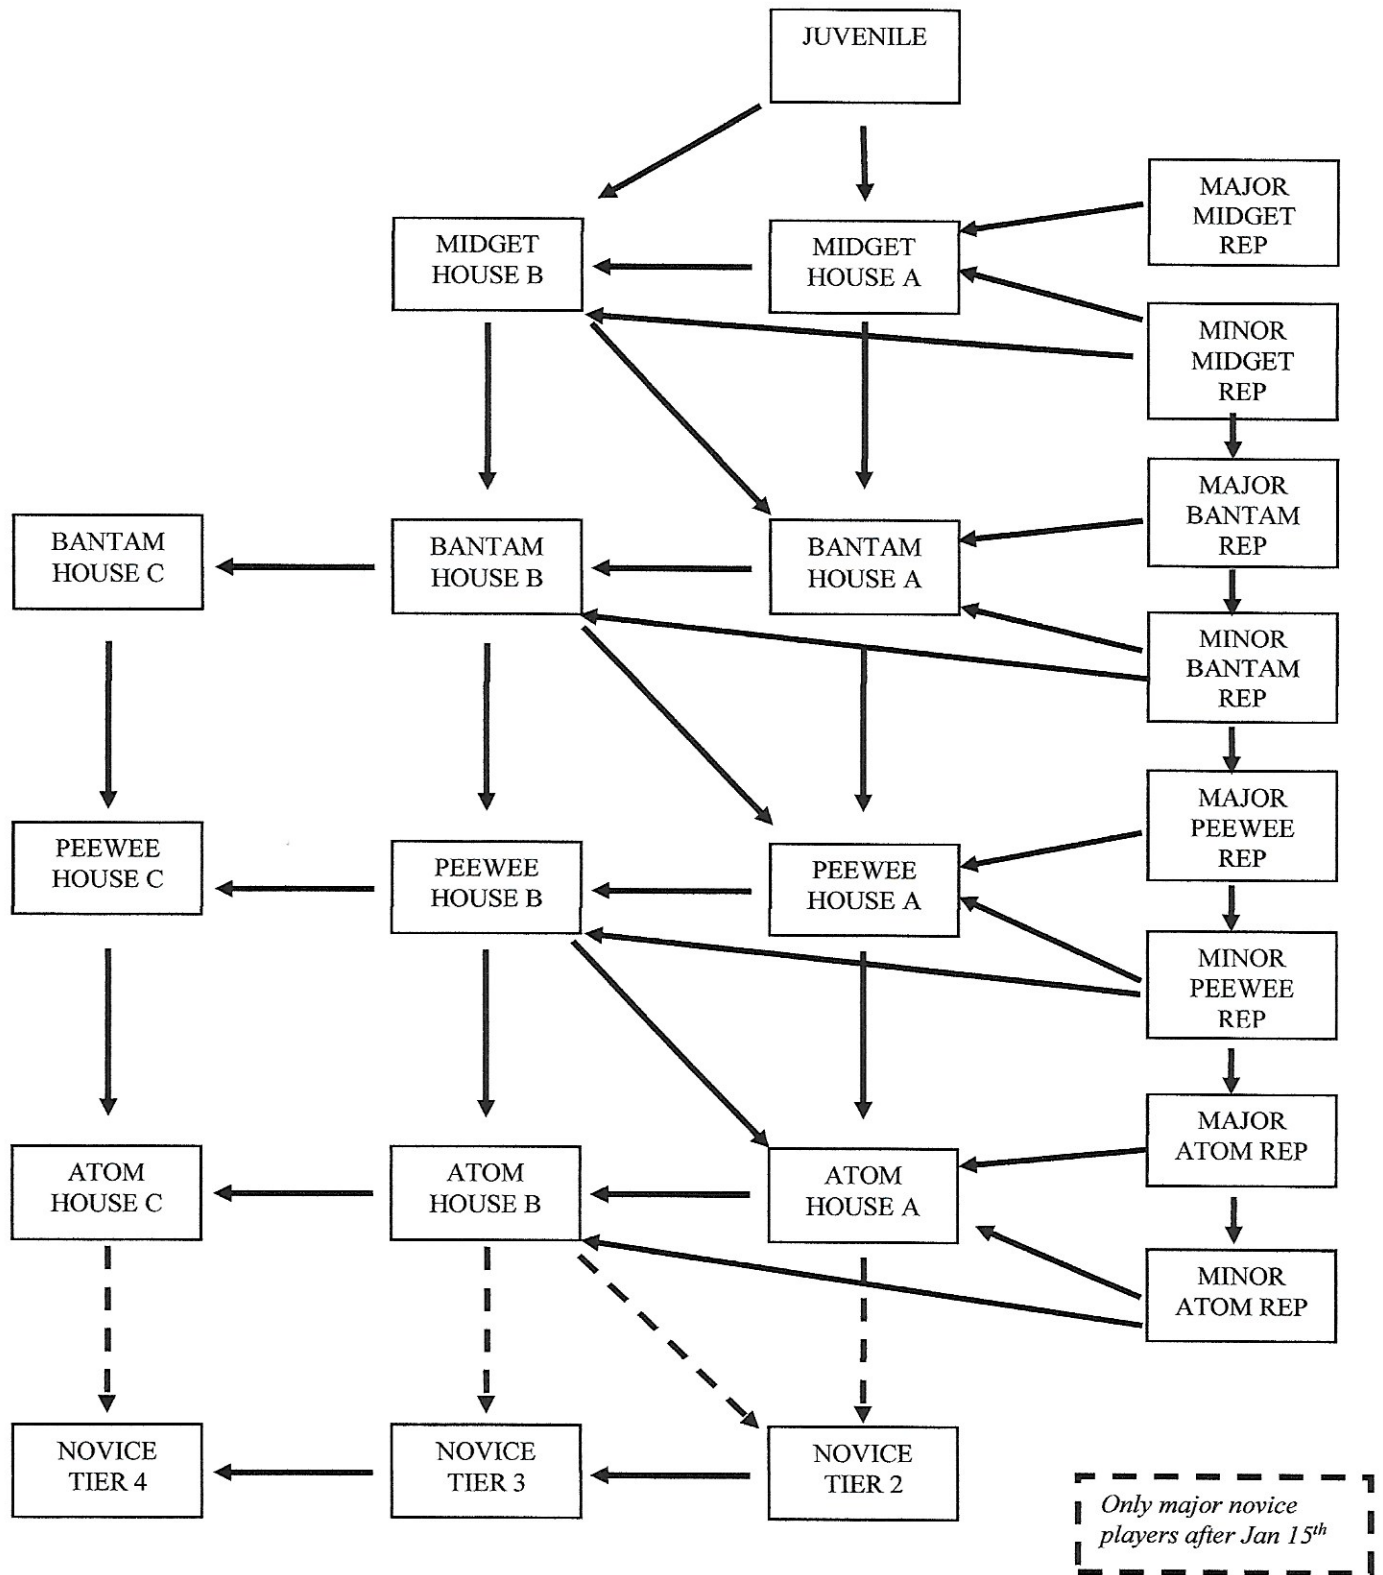 JUVENILE
MAJOR
MIDGET
REP
MIDGET
HOUSE B
MIDGET
HOUSE A
MINOR
MIDGET
REP
MAJOR
BANTAM
REP
BANTAM
HOUSE C
BANTAM
HOUSE B
BANTAM
HOUSE A
MINOR
BANTAM
REP
MAJOR
PEEWEE
REP
PEEWEE
HOUSE C
PEEWEE
HOUSE B
PEEWEE
HOUSE A
MINOR
PEEWEE
REP
MAJOR
ATOM REP
ATOM
HOUSE C
ATOM
HOUSE B
ATOM
HOUSE A
MINOR
ATOM REP
NOVICE
TIER 4
NOVICE
TIER 3
NOVICE
TIER 2
Only major novice
players after Jan 15th